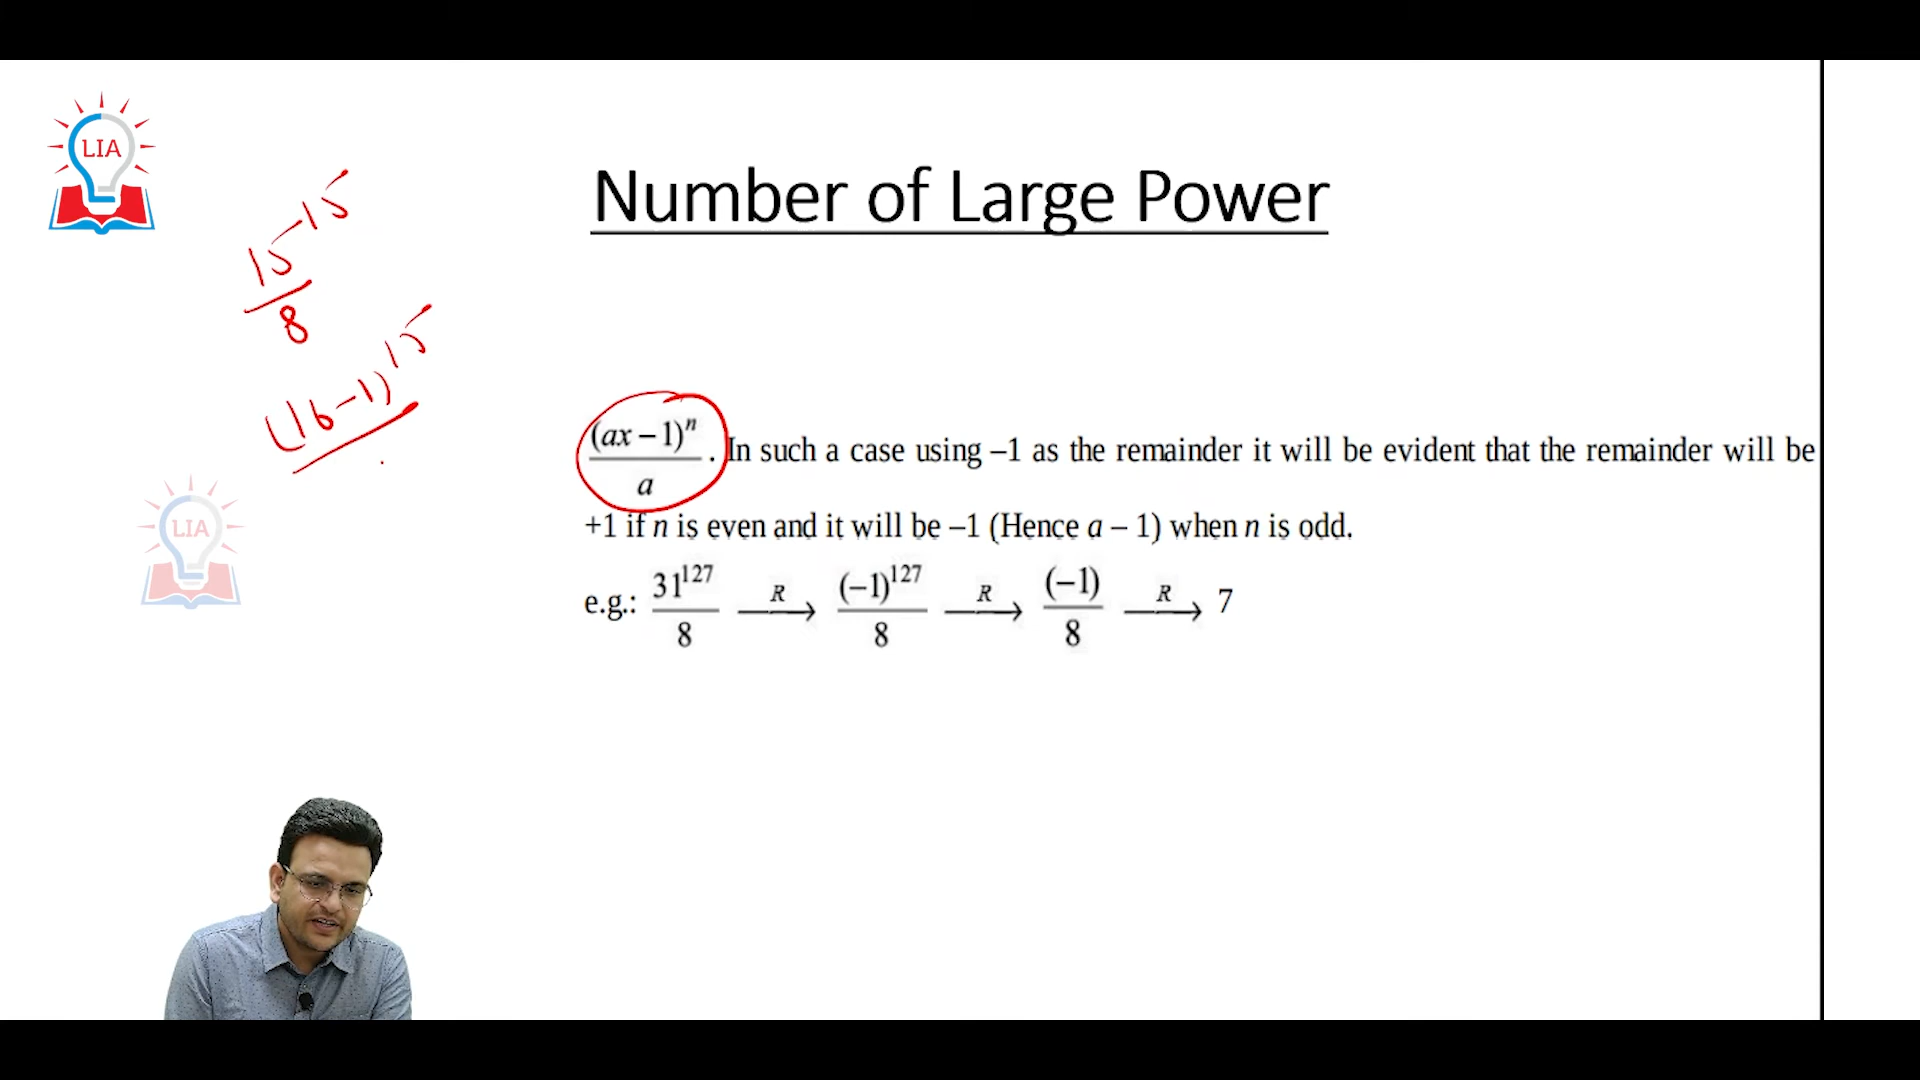 LIA
Number of Large Power
15^15
8
(16-1)^15
(ax – 1)^n
a
. In such a case using –1 as the remainder it will be evident that the remainder will be
+1 if n is even and it will be –1 (Hence a – 1) when n is odd.
e.g.: 31^127/8 —R→ (–1)^127/8 —R→ (–1)/8 —R→ 7
LIA